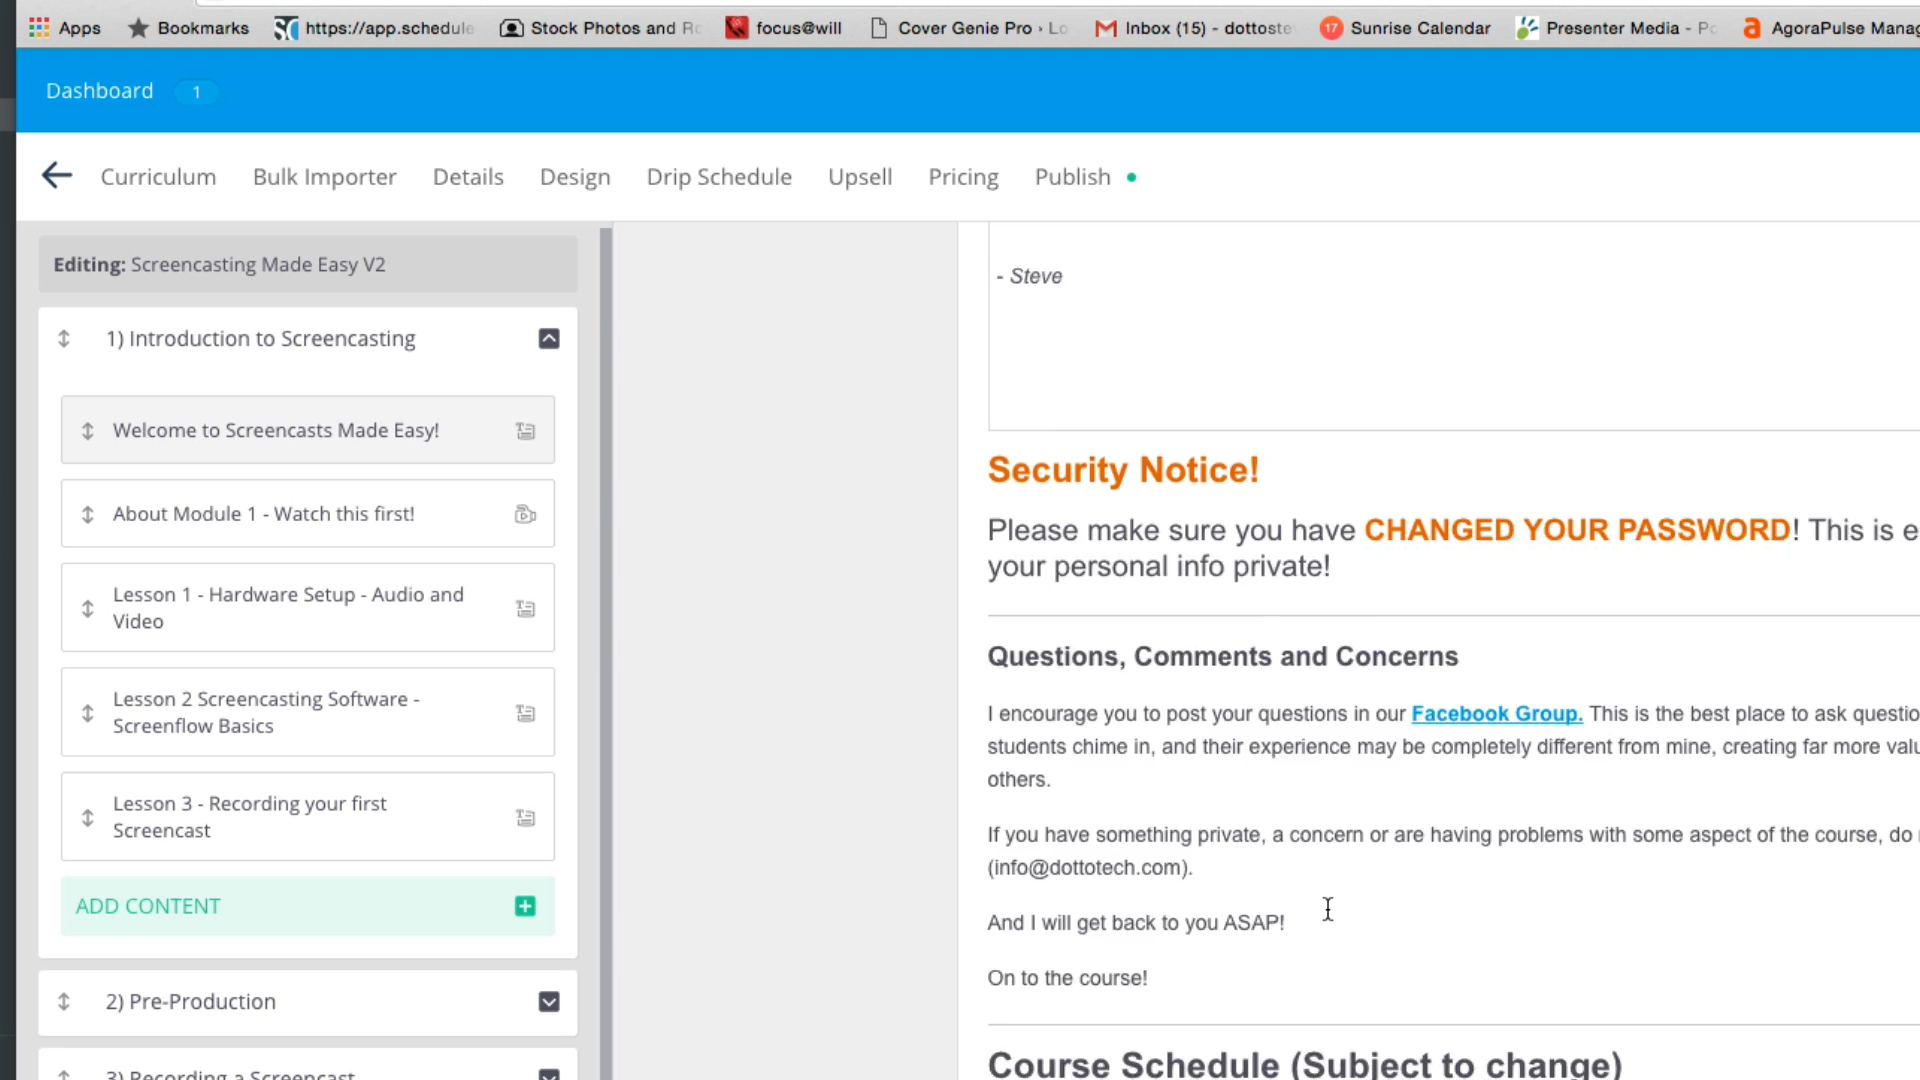 Apps Bookmarks https://app.schedule Stock Photos and Ro focus@will Cover Genie Pro › Lo Inbox (15) - dottoste 17 Sunrise Calendar Presenter Media - Po AgoraPulse Manag
Dashboard 1
Curriculum Bulk Importer Details Design Drip Schedule Upsell Pricing Publish
Editing: Screencasting Made Easy V2
1) Introduction to Screencasting
Welcome to Screencasts Made Easy!
About Module 1 - Watch this first!
Lesson 1 - Hardware Setup - Audio and
Video
Lesson 2 Screencasting Software -
Screenflow Basics
Lesson 3 - Recording your first
Screencast
ADD CONTENT
2) Pre-Production
3) Recording a Screencast
- Steve
Security Notice!
Please make sure you have CHANGED YOUR PASSWORD! This is e
your personal info private!
Questions, Comments and Concerns
I encourage you to post your questions in our Facebook Group. This is the best place to ask questio
students chime in, and their experience may be completely different from mine, creating far more valu
others.
If you have something private, a concern or are having problems with some aspect of the course, do
(info@dottotech.com).
And I will get back to you ASAP!
On to the course!
Course Schedule (Subject to change)